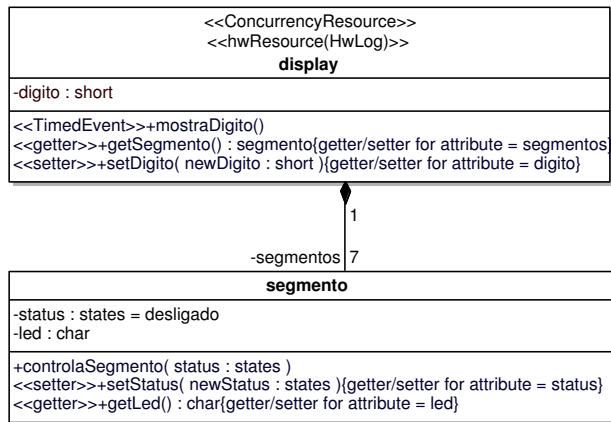 <<ConcurrencyResource>>
<<hwResource(HwLog)>>
display
-digito : short
<<TimedEvent>>+mostraDigito()
<<getter>>+getSegmento() : segmento{getter/setter for attribute = segmentos}
<<setter>>+setDigito( newDigito : short ){getter/setter for attribute = digito}
1
-segmentos 7
segmento
-status : states = desligado
-led : char
+controlaSegmento( status : states )
<<setter>>+setStatus( newStatus : states ){getter/setter for attribute = status}
<<getter>>+getLed() : char{getter/setter for attribute = led}